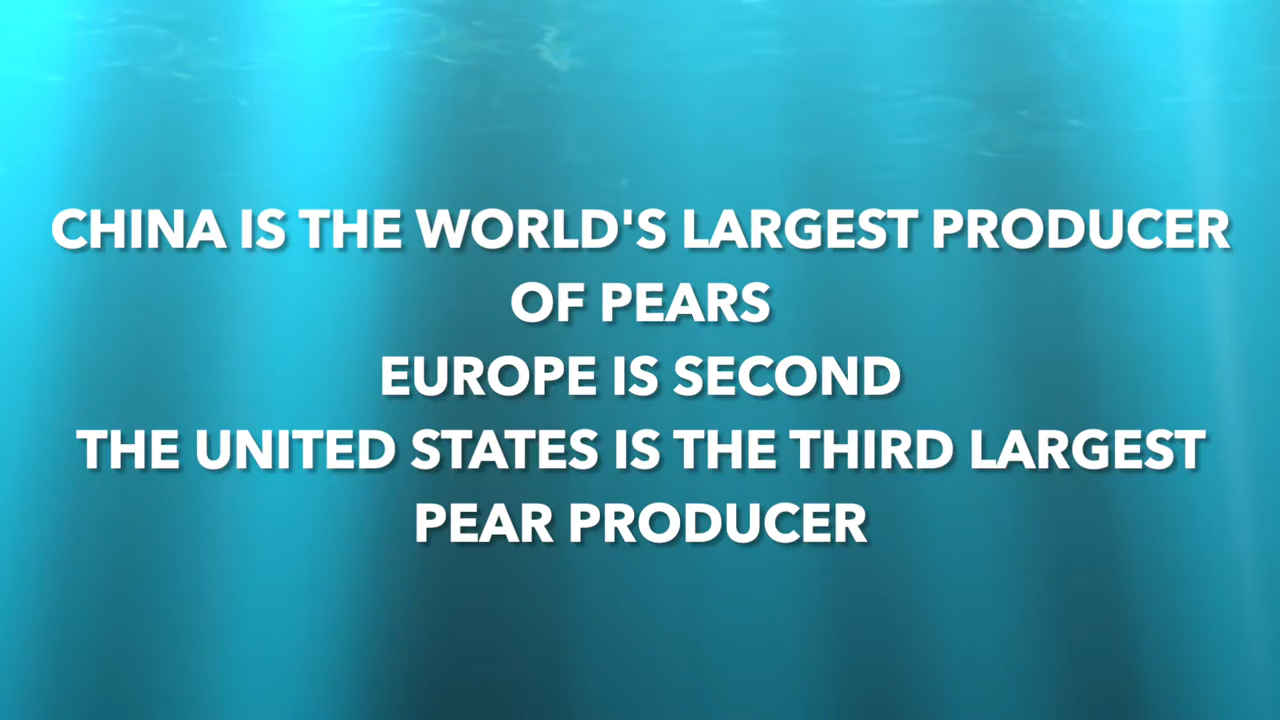 CHINA IS THE WORLD'S LARGEST PRODUCER
OF PEARS
EUROPE IS SECOND
THE UNITED STATES IS THE THIRD LARGEST
PEAR PRODUCER